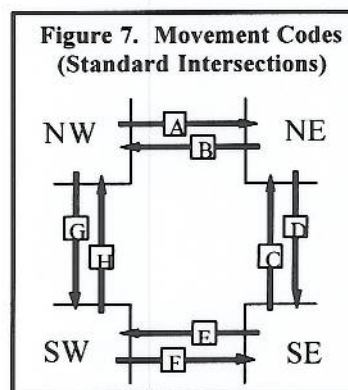 Figure 7. Movement Codes
(Standard Intersections)
NW
A
NE
B
G
H
C
D
SW
E
F
SE